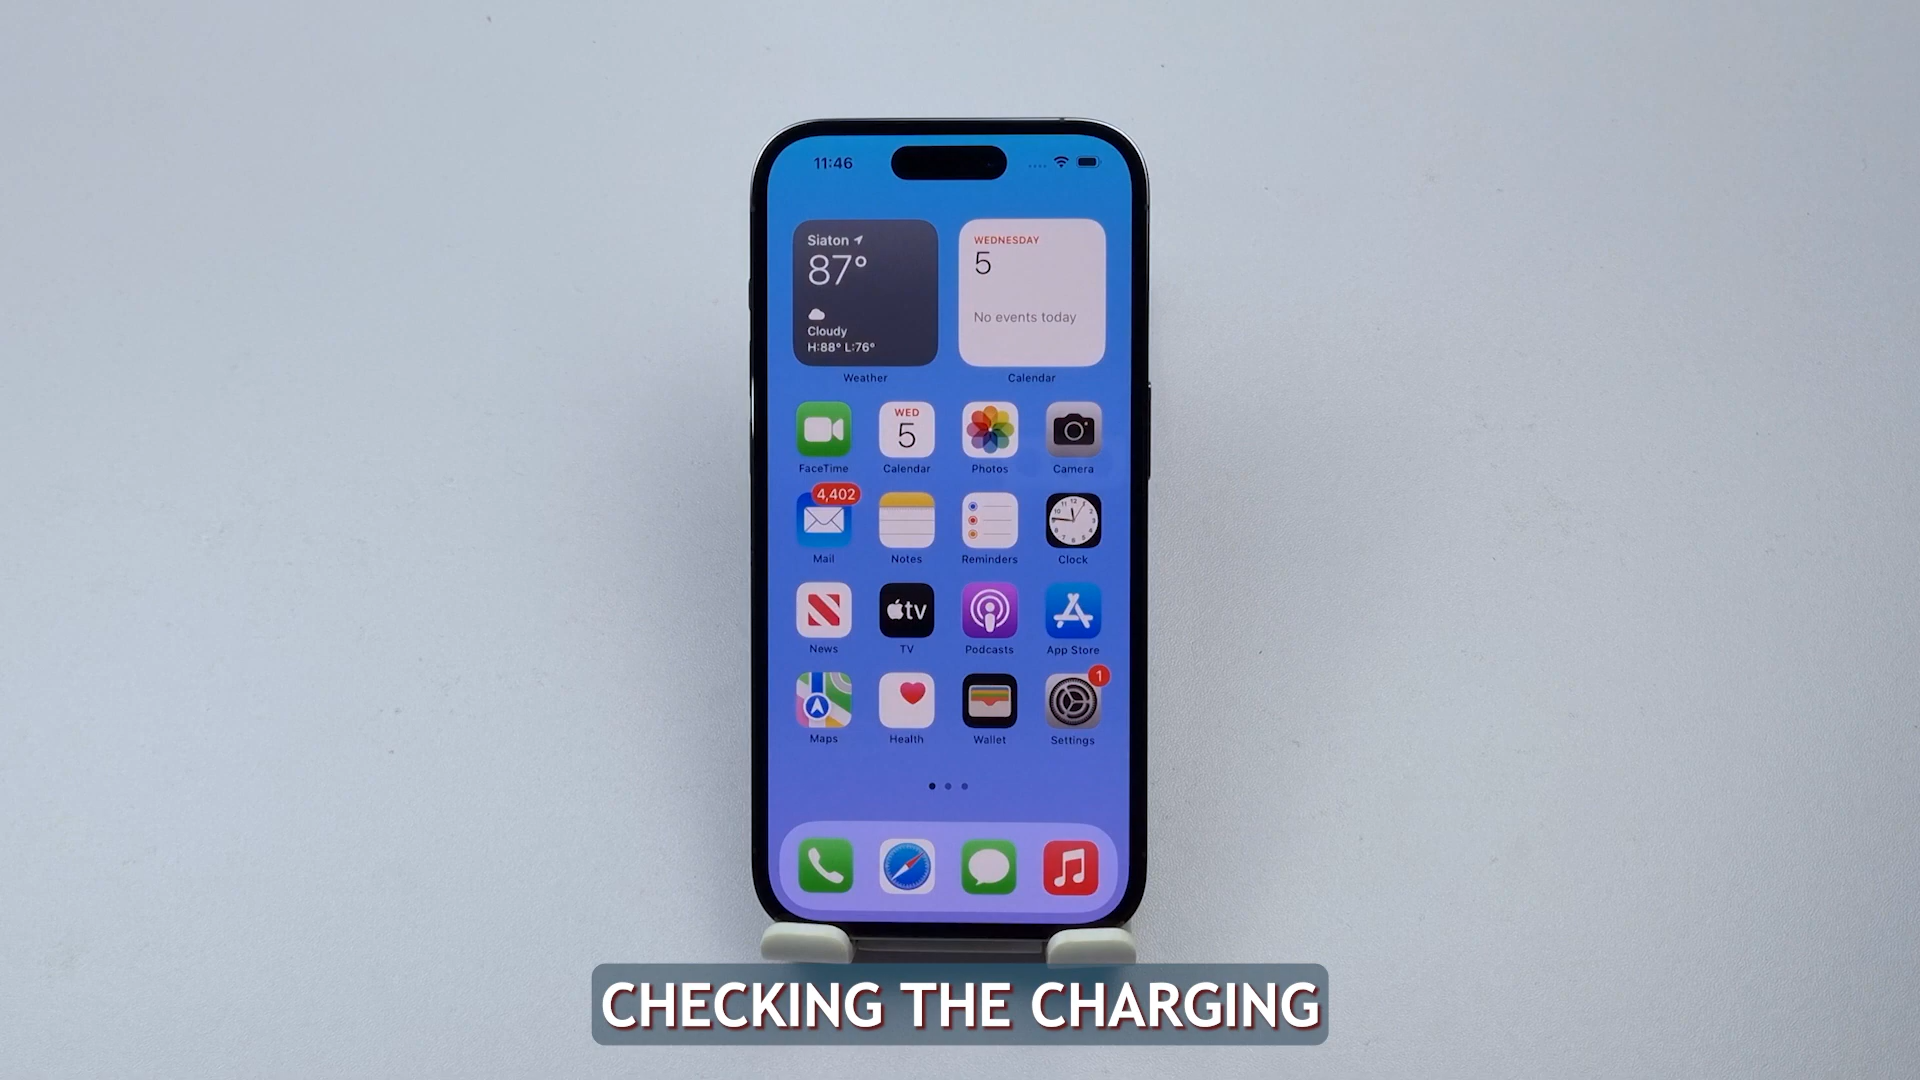 11:46
Siaton
87°
Cloudy
H:88° L:76°
Weather
WEDNESDAY
5
No events today
Calendar
FaceTime
WED
5
Calendar
Photos
Camera
4,402
Mail
Notes
Reminders
Clock
News
tv
TV
Podcasts
App Store
Maps
Health
Wallet
1
Settings
CHECKING THE CHARGING